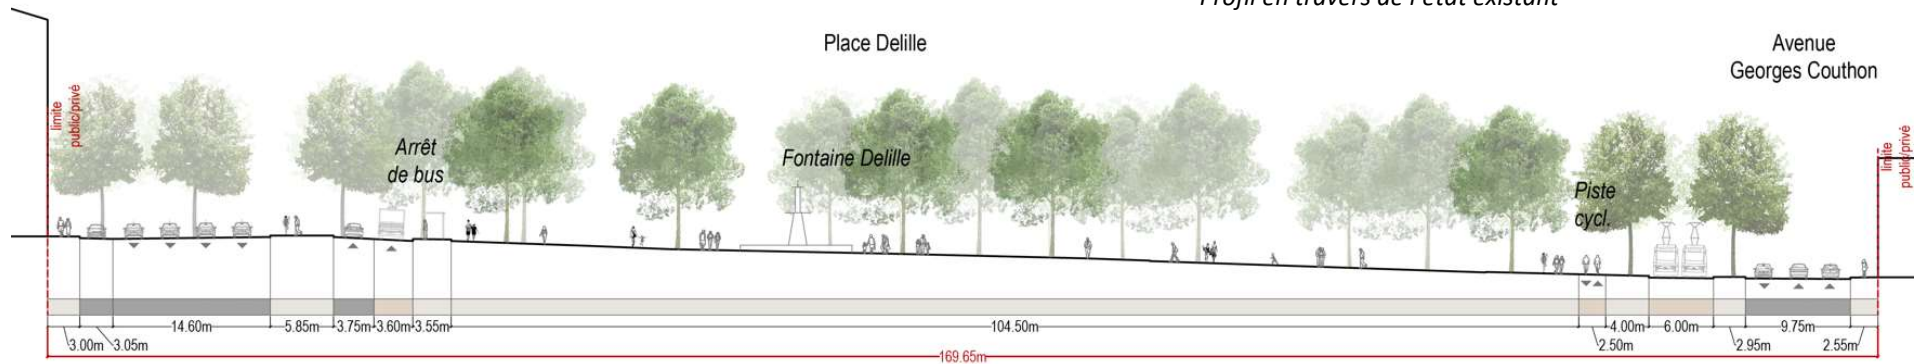 Profil en travers de l'état existant
Place Delille
Avenue
Georges Couthon
limite
public/privé
Arrêt
de bus
Fontaine Delille
Piste
cycl.
limite
public/privé
14.60m
5.85m
3.75m
3.60m
3.55m
104.50m
4.00m
6.00m
9.75m
3.00m
3.05m
2.50m
2.95m
2.55m
169.65m